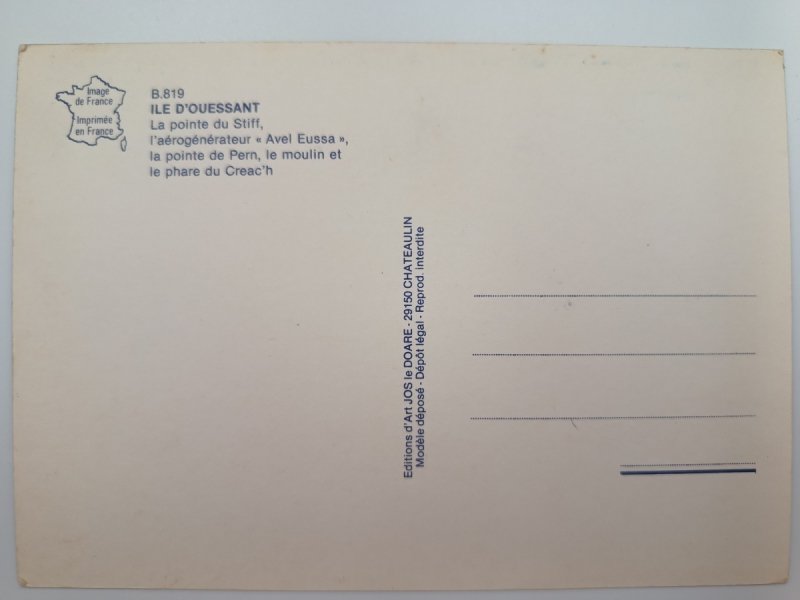 Image
de France
Imprimée
en France
B.819
ILE D'OUESSANT
La pointe du Stiff,
l'aérogénérateur « Avel Eussa »,
la pointe de Pern, le moulin et
le phare du Creac'h
Editions d'Art JOS le DOARE - 29150 CHATEAULIN
Modèle déposé - Dépôt légal - Reprod. interdite